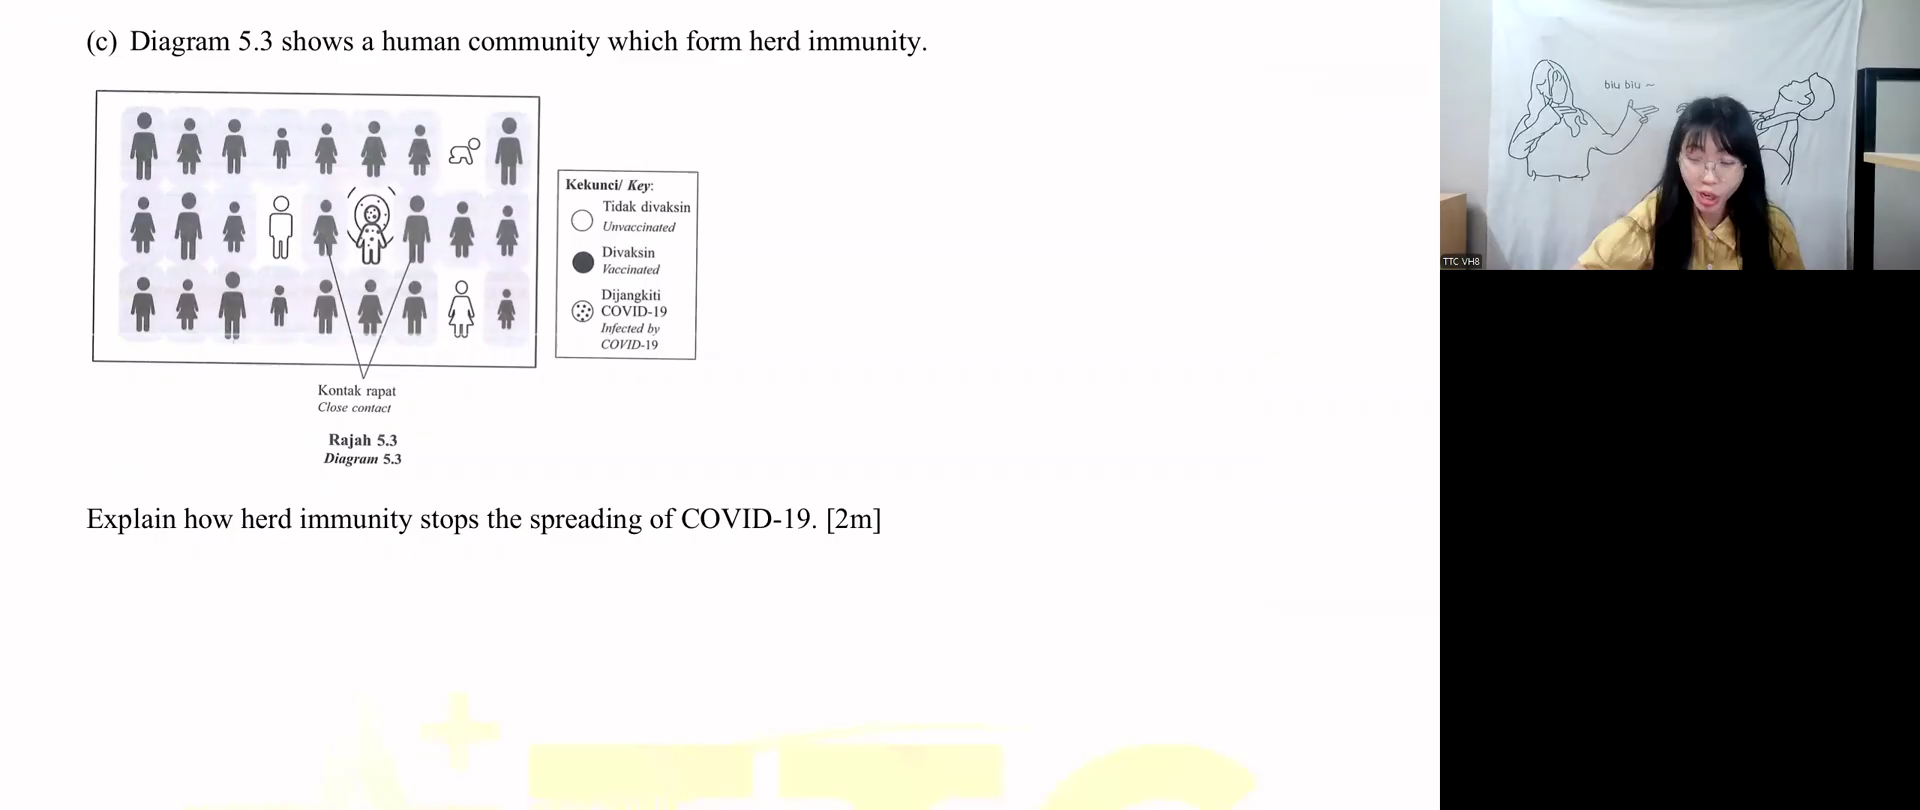 (c) Diagram 5.3 shows a human community which form herd immunity.
Kekunci/ Key:
Tidak divaksin
Unvaccinated
Divaksin
Vaccinated
Dijangkiti
COVID-19
Infected by
COVID-19
Kontak rapat
Close contact
Rajah 5.3
Diagram 5.3
Explain how herd immunity stops the spreading of COVID-19. [2m]
biu biu ~
TTC VH8